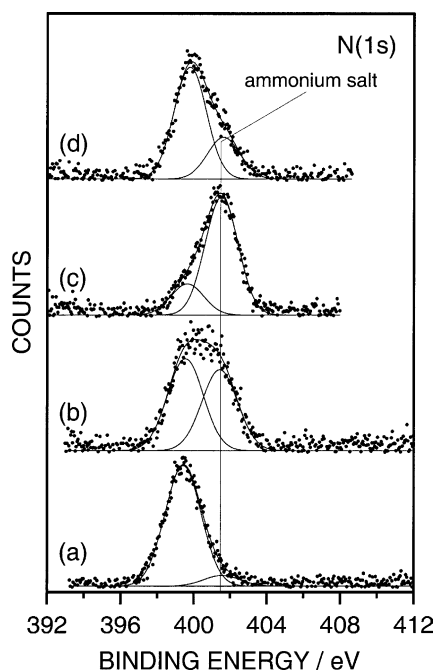 N(1s)
ammonium salt
(d)
(c)
(b)
(a)
COUNTS
392 396 400 404 408 412
BINDING ENERGY / eV